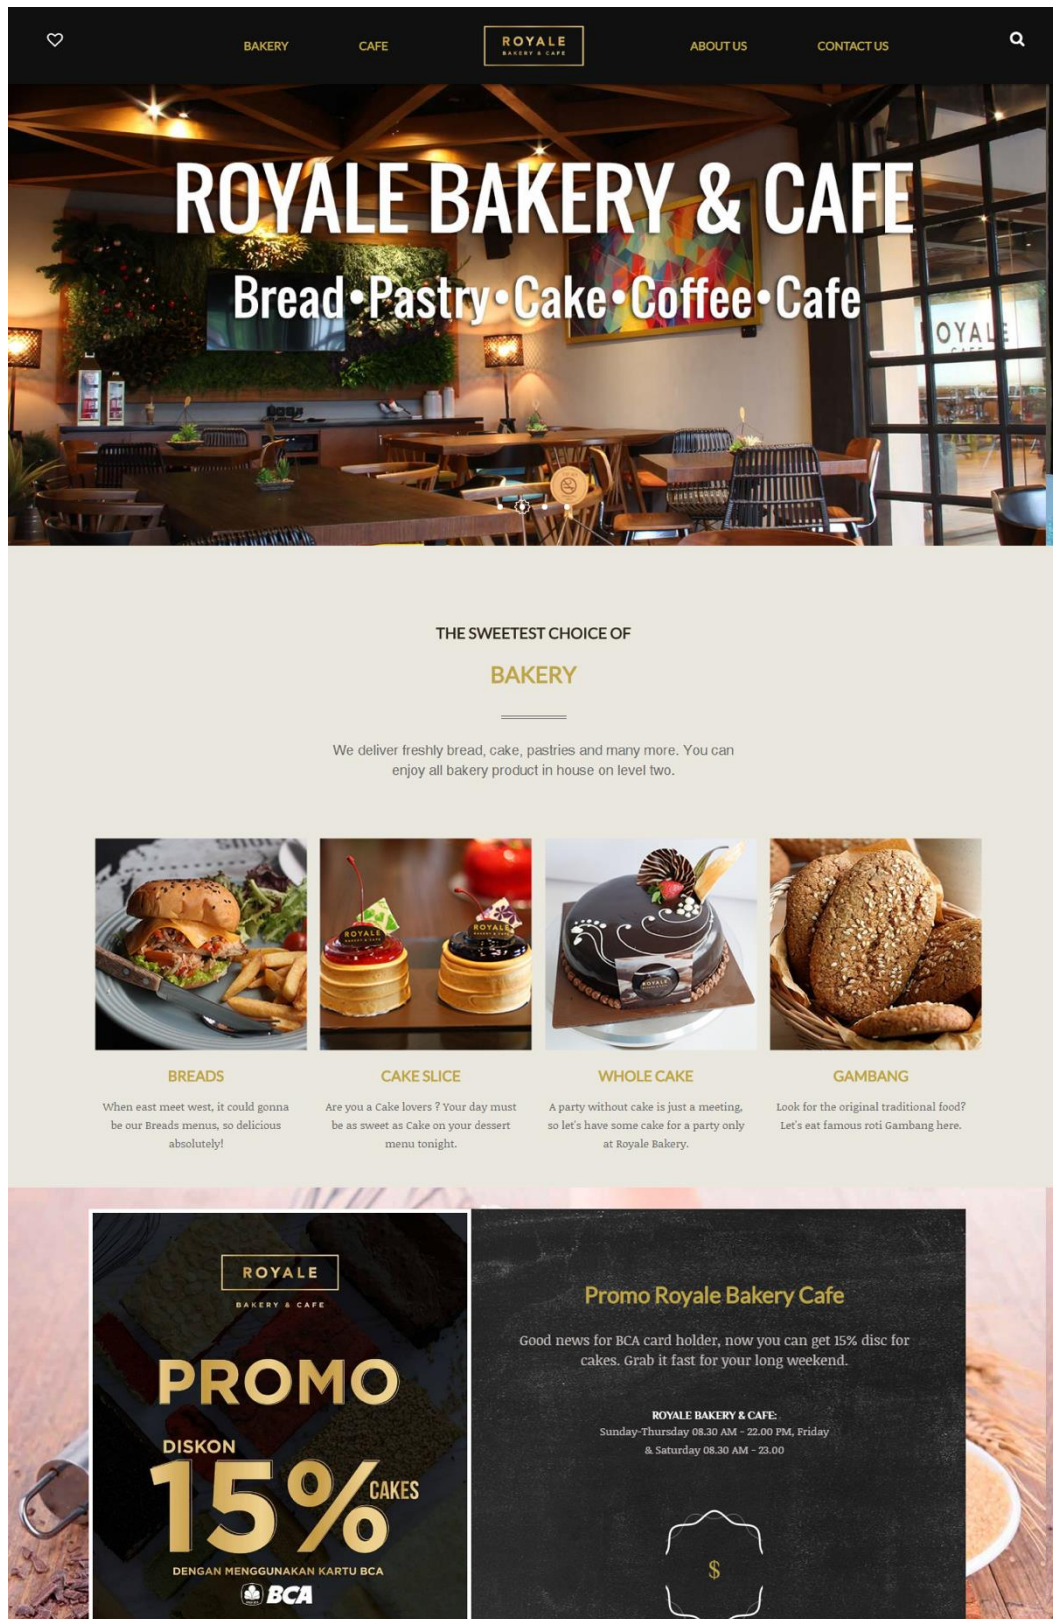 BAKERY CAFE ROYALE ABOUT US CONTACT US
BAKERY & CAFE
ROYALE BAKERY & CAFE
Bread•Pastry•Cake•Coffee•Cafe
ROYALE
CAFE
THE SWEETEST CHOICE OF
BAKERY
We deliver freshly bread, cake, pastries and many more. You can
enjoy all bakery product in house on level two.
ROYALE
BAKERY & CAFE
ROYALE
ROYALE
BREADS
When east meet west, it could gonna
be our Breads menus, so delicious
absolutely!
CAKE SLICE
Are you a Cake lovers ? Your day must
be as sweet as Cake on your dessert
menu tonight.
WHOLE CAKE
A party without cake is just a meeting,
so let's have some cake for a party only
at Royale Bakery.
GAMBANG
Look for the original traditional food?
Let's eat famous roti Gambang here.
ROYALE
BAKERY & CAFE
PROMO
DISKON
15% CAKES
DENGAN MENGGUNAKAN KARTU BCA
BCA
Promo Royale Bakery Cafe
Good news for BCA card holder, now you can get 15% disc for
cakes. Grab it fast for your long weekend.
ROYALE BAKERY & CAFE:
Sunday-Thursday 08.30 AM - 22.00 PM, Friday
& Saturday 08.30 AM - 23.00
$